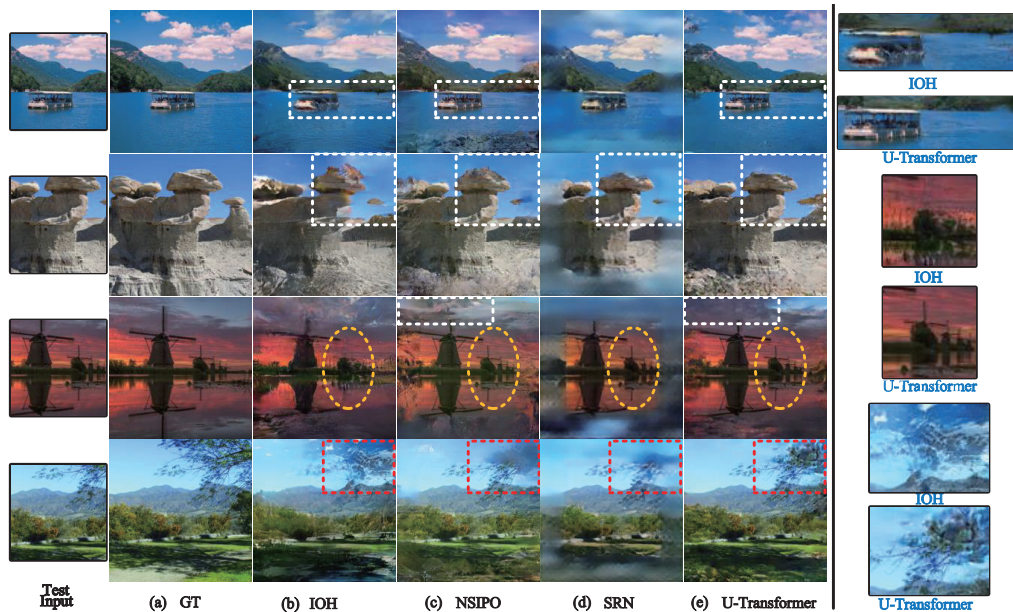 IOH
U-Transformer
IOH
U-Transformer
IOH
U-Transformer
Test
Input
(a) GT
(b) IOH
(c) NSIPO
(d) SRN
(e) U-Transformer